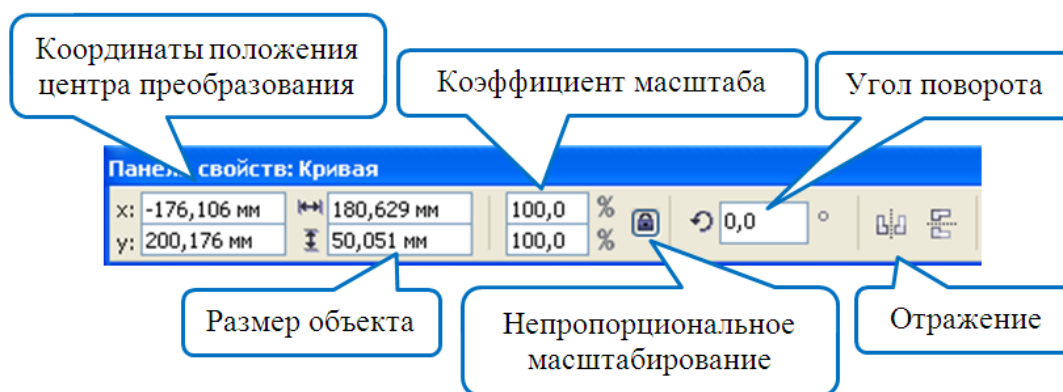 Координаты положения
центра преобразования
Коэффициент масштаба
Угол поворота
Панель свойств: Кривая
x: -176,106 мм 180,629 мм 100,0 % 0,0 °
y: 200,176 мм 50,051 мм 100,0 %
Размер объекта
Непропорциональное
масштабирование
Отражение